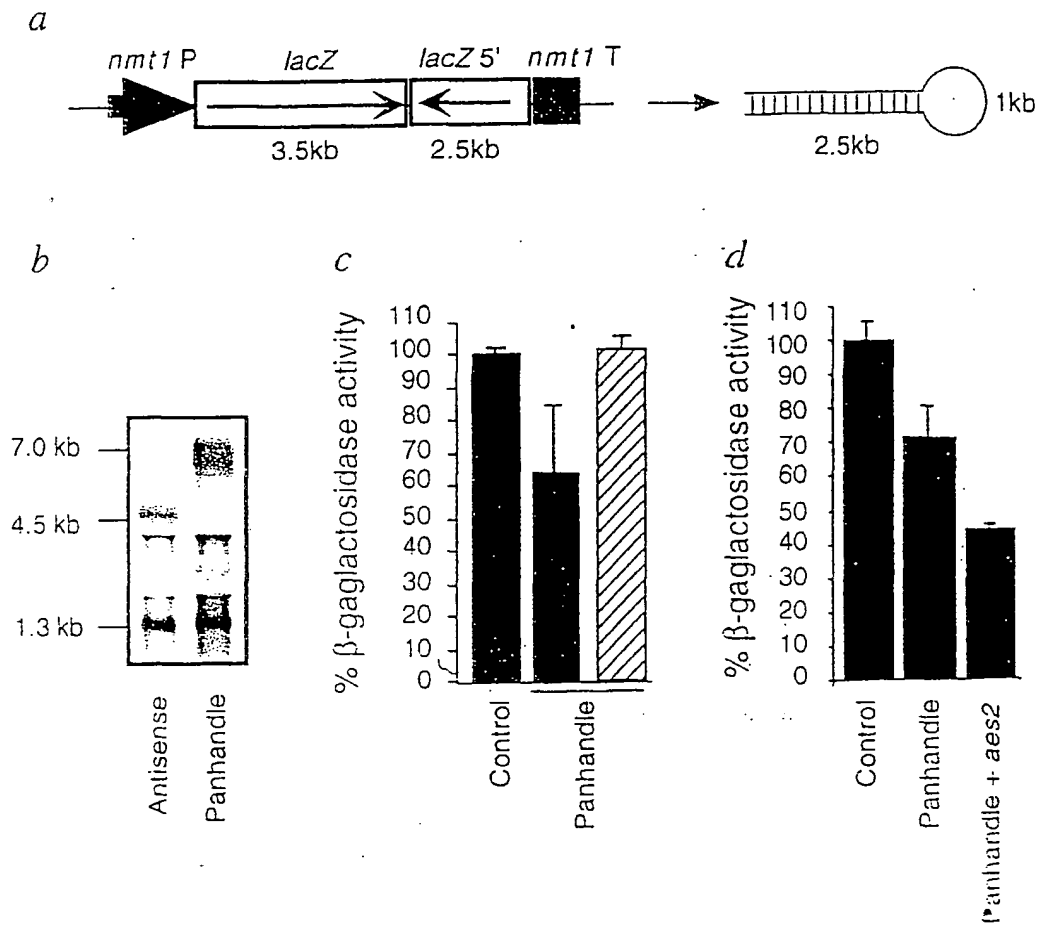 a
nmt1 P
lacZ
lacZ 5'
nmt1 T
3.5kb
2.5kb
2.5kb
1kb
b
7.0 kb
4.5 kb
1.3 kb
Antisense
Panhandle
c
% β-gaglactosidase activity
110
100
90
80
70
60
50
40
30
20
10
0
Control
Panhandle
d
% β-gaglactosidase activity
110
100
90
80
70
60
50
40
30
20
10
0
Control
Panhandle
Panhandle + aes2